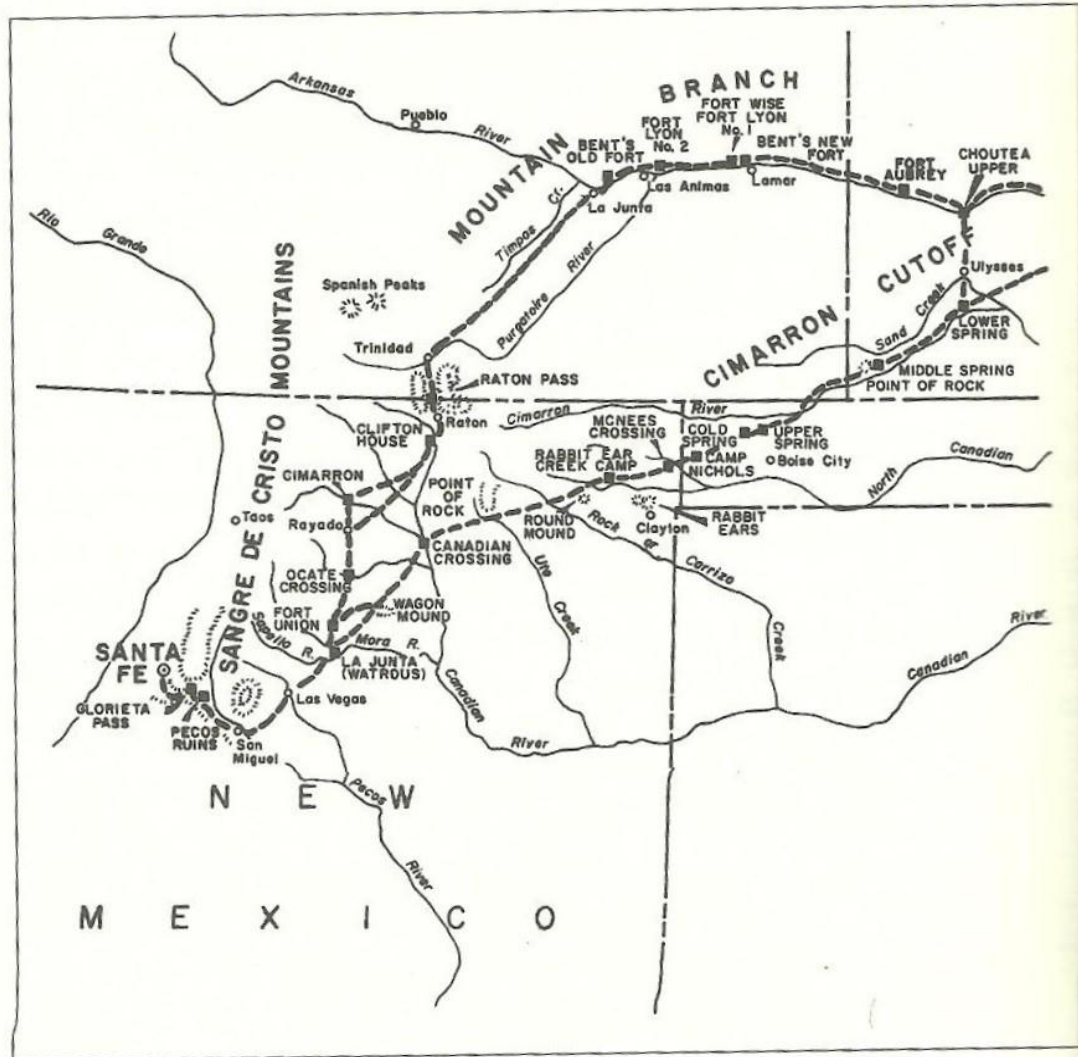 BRANCH
Arkansas
Pueblo
River
MOUNTAIN
BENT'S
OLD FORT
FORT
LYON
No. 2
FORT WISE
FORT LYON
No. 1
BENT'S NEW
FORT
FORT
AUBREY
CHOUTEA
UPPER
Las Animas
Lamar
La Junta
Timpas Cr.
Purgatoire River
Rio Grande
Spanish Peaks
Trinidad
SANGRE DE CRISTO MOUNTAINS
CIMARRON CUTOFF
Ulysses
Sand Creek
LOWER
SPRING
MIDDLE SPRING
POINT OF ROCK
RATON PASS
Raton
Cimarron River
CLIFTON
HOUSE
MCNEES
CROSSING
COLD
SPRING
UPPER
SPRING
CAMP
NICHOLS
Boise City
North Canadian
RABBIT EAR
CREEK CAMP
CIMARRON
POINT
OF
ROCK
Taos
Rayado
ROUND
MOUND
Rock or Carrizo Creek
Clayton
RABBIT
EARS
CANADIAN
CROSSING
Ute Creek
OCATE
CROSSING
WAGON
MOUND
FORT
UNION
Sapello R.
Mora R.
LA JUNTA
(WATRDUS)
SANTA
FE
Canadian River
Canadian River
Las Vegas
GLORIETA
PASS
PECOS
RUINS
San
Miguel
Pecos River
NEW
MEXICO